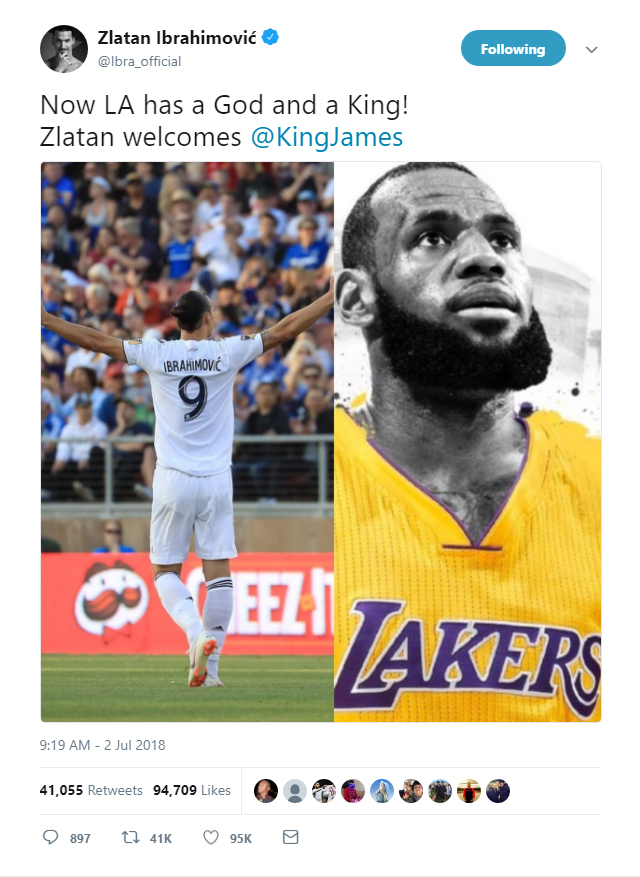 Zlatan Ibrahimović
@Ibra_official
Following
Now LA has a God and a King!
Zlatan welcomes @KingJames
IBRAHIMOVIĆ
9
EEZ-IT
LAKERS
9:19 AM - 2 Jul 2018
41,055 Retweets 94,709 Likes
897 41K 95K